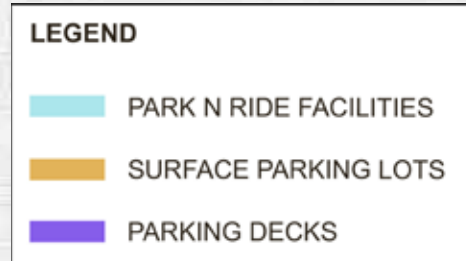 LEGEND
PARK N RIDE FACILITIES
SURFACE PARKING LOTS
PARKING DECKS